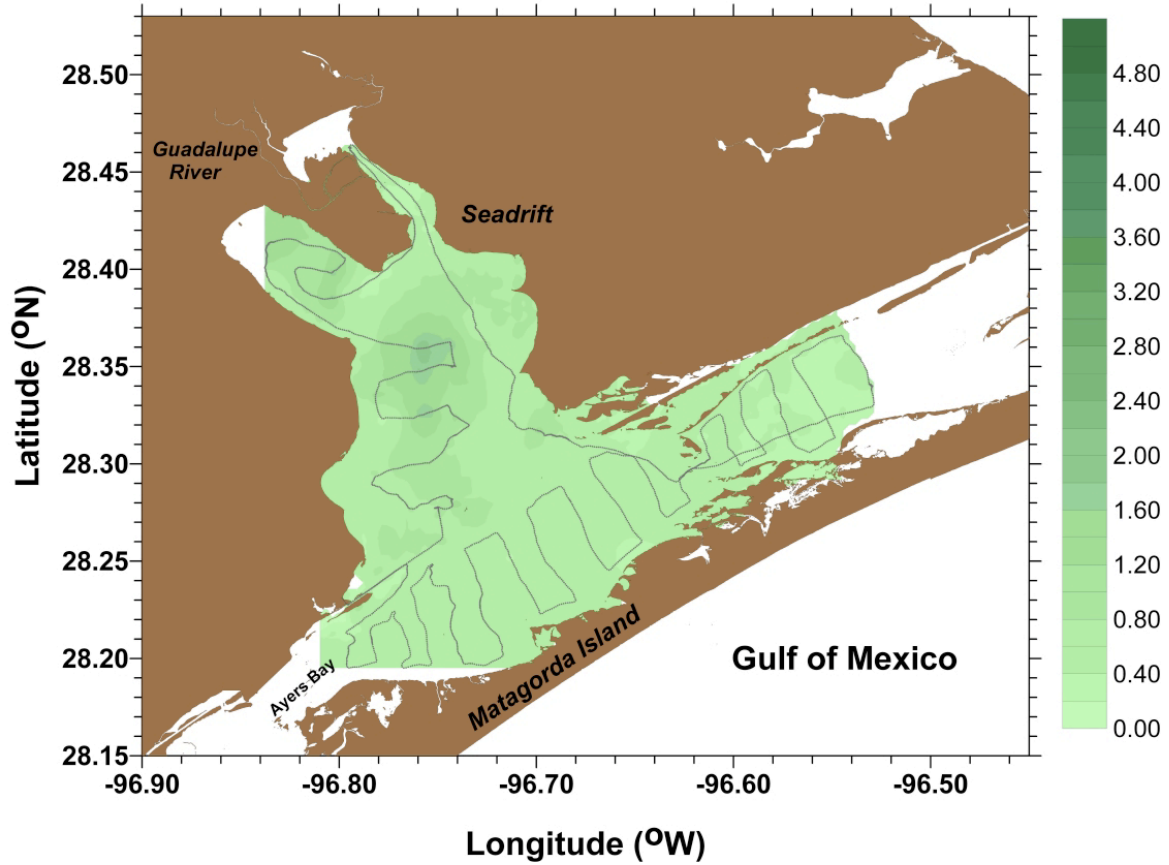 28.50
28.45
28.40
28.35
28.30
28.25
28.20
28.15
Latitude (ᴼN)
Guadalupe
River
Seadrift
Ayers Bay
Matagorda Island
Gulf of Mexico
4.80
4.40
4.00
3.60
3.20
2.80
2.40
2.00
1.60
1.20
0.80
0.40
0.00
-96.90 -96.80 -96.70 -96.60 -96.50
Longitude (ᴼW)